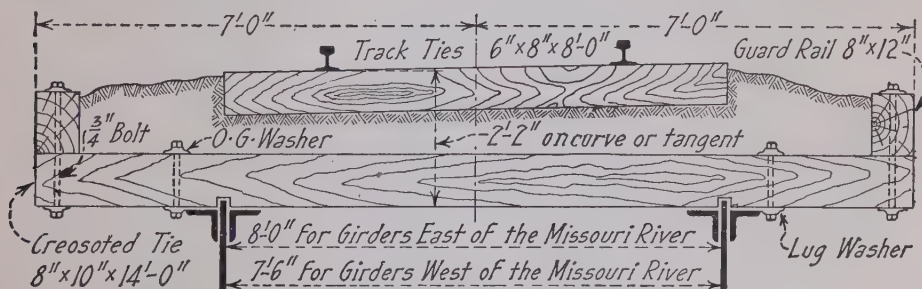 7'-0" 7'-0"
Track Ties 6"x8"x8'-0" Guard Rail 8"x12"
3/4" Bolt
O.G. Washer
2'-2" on curve or tangent
Creosoted Tie
8"x10"x14'-0"
8'-0" For Girders East of the Missouri River
7'-6" For Girders West of the Missouri River
Lug Washer